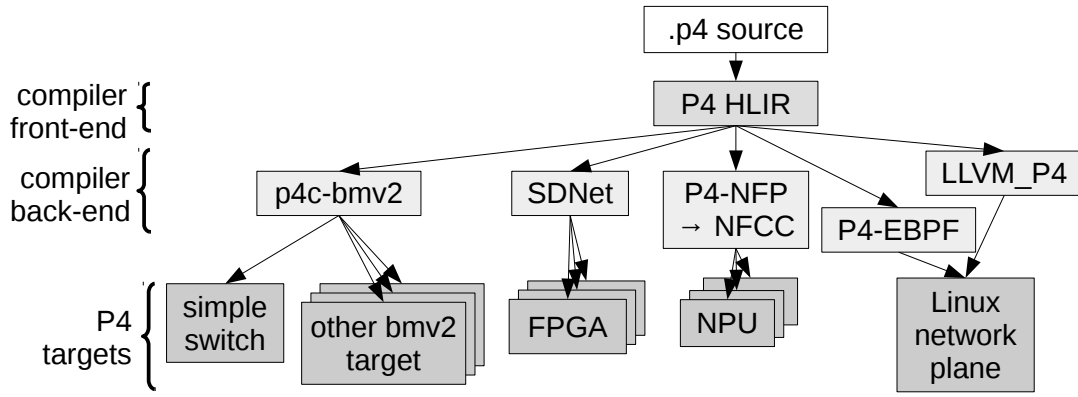 .p4 source
compiler
front-end
P4 HLIR
compiler
back-end
p4c-bmv2
SDNet
P4-NFP
→ NFCC
P4-EBPF
LLVM_P4
P4
targets
simple
switch
other bmv2
target
FPGA
NPU
Linux
network
plane